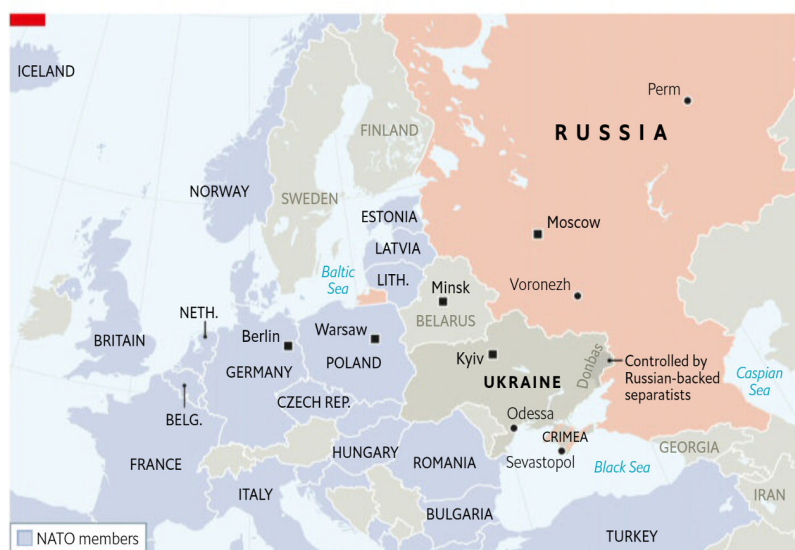 ICELAND
Perm
RUSSIA
FINLAND
NORWAY
SWEDEN
ESTONIA
Moscow
LATVIA
Baltic
Sea
LITH.
Minsk
Voronezh
NETH.
BELARUS
BRITAIN
Berlin
Warsaw
GERMANY
POLAND
Kyiv
UKRAINE
Donbas
Controlled by
Russian-backed
separatists
Caspian
Sea
CZECH REP.
BELG.
Odessa
CRIMEA
FRANCE
HUNGARY
ROMANIA
Sevastopol
Black Sea
GEORGIA
ITALY
IRAN
BULGARIA
TURKEY
NATO members